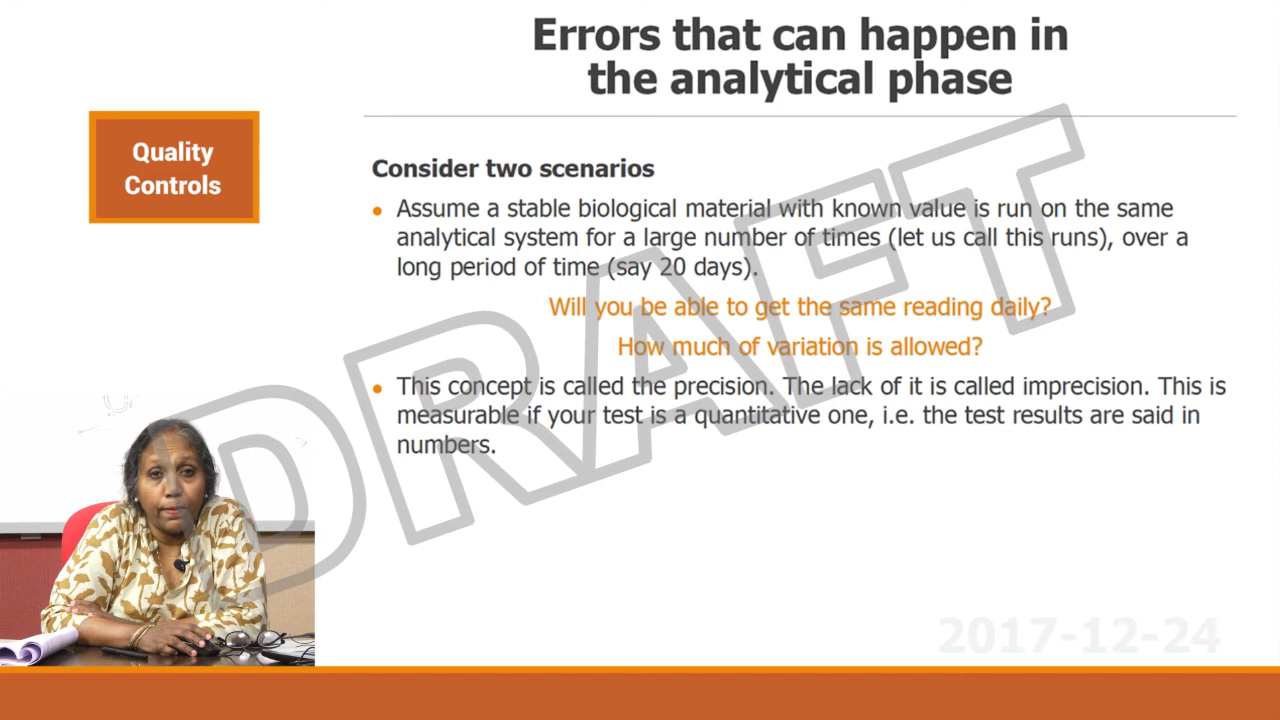 Errors that can happen in
the analytical phase
Quality
Controls
Consider two scenarios
• Assume a stable biological material with known value is run on the same
analytical system for a large number of times (let us call this runs), over a
long period of time (say 20 days).
Will you be able to get the same reading daily?
How much of variation is allowed?
• This concept is called the precision. The lack of it is called imprecision. This is
measurable if your test is a quantitative one, i.e. the test results are said in
numbers.
DRAFT
2017-12-24